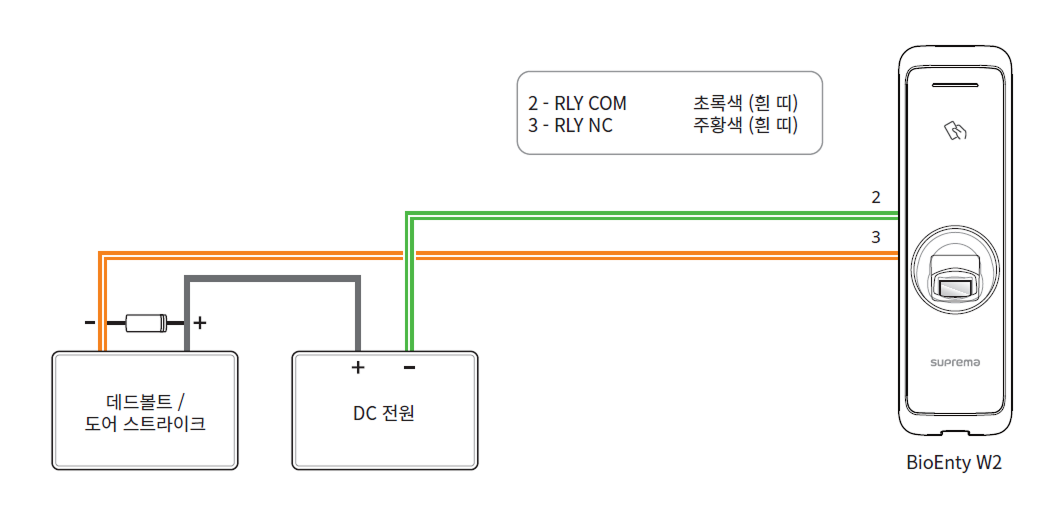 2 - RLY COM 초록색 (흰 띠)
3 - RLY NC 주황색 (흰 띠)
2
3
- +
+ -
데드볼트 /
도어 스트라이크
DC 전원
suprema
BioEnty W2